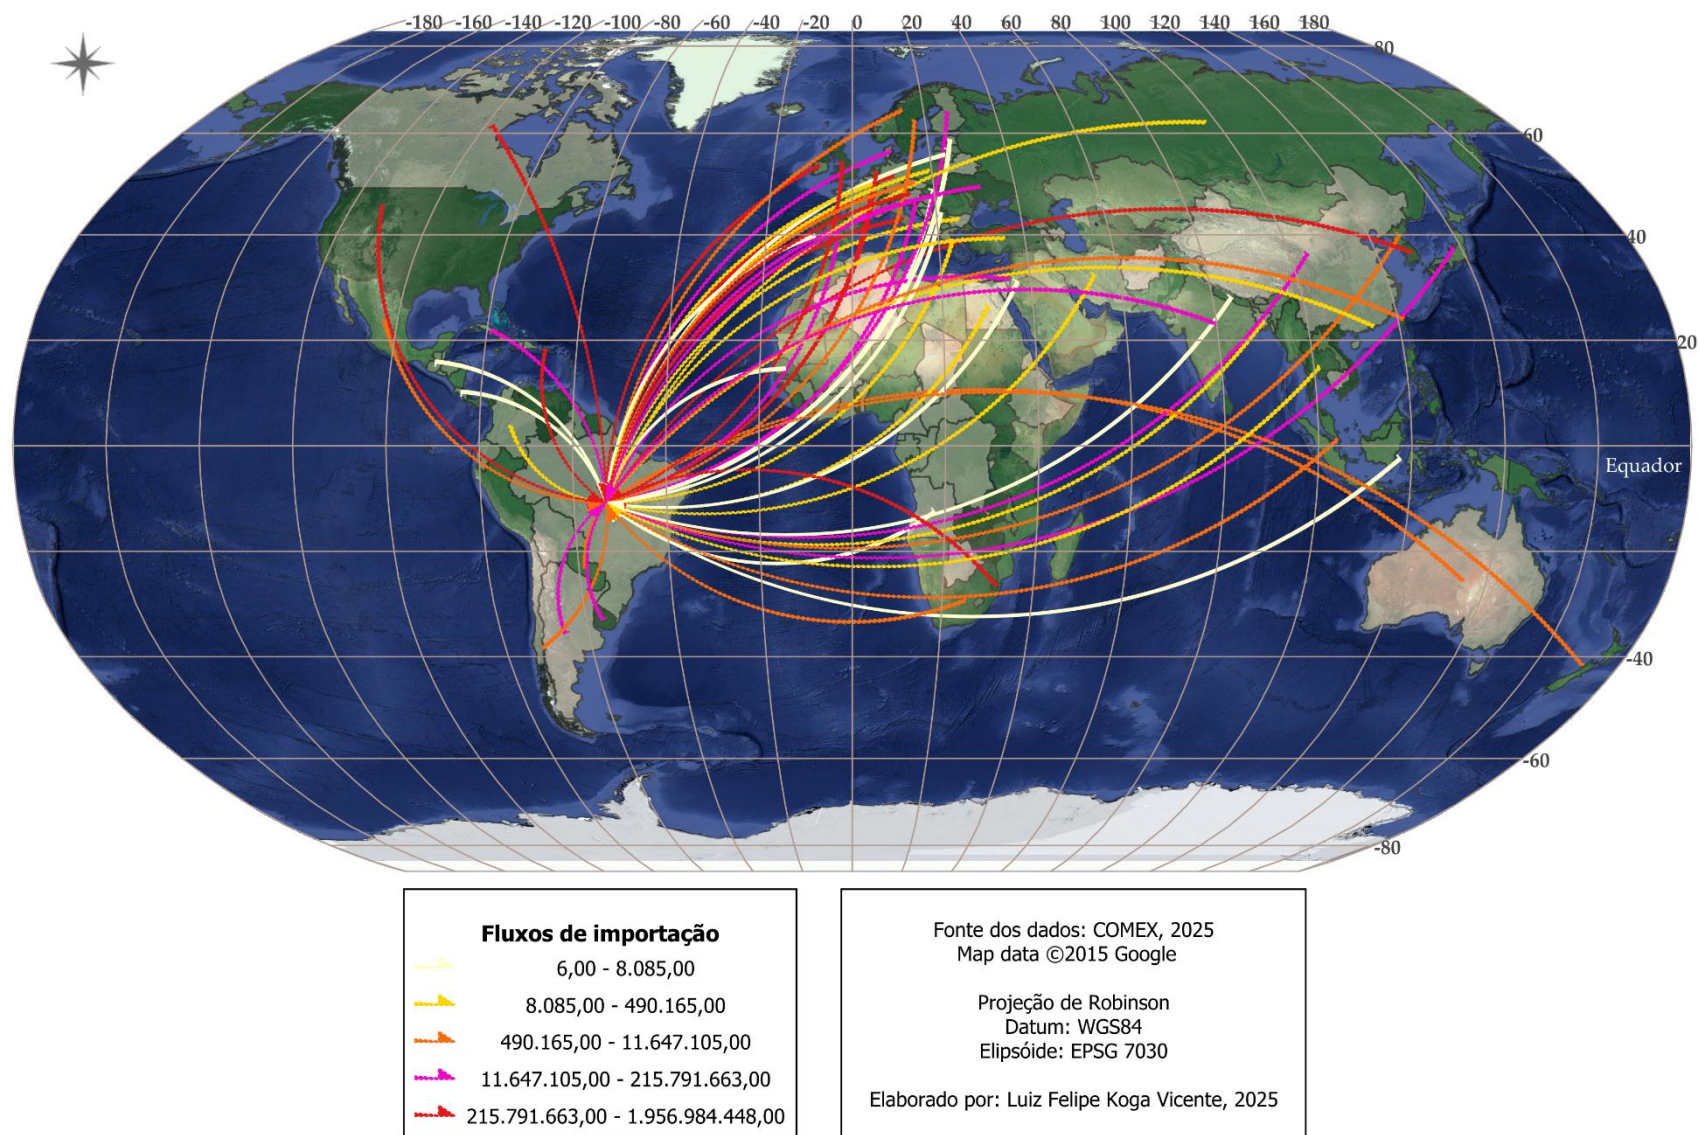 -180 -160 -140 -120 -100 -80 -60 -40 -20 0 20 40 60 80 100 120 140 160 180
80
60
40
20
Equador
-40
-60
-80
Fluxos de importação
6,00 - 8.085,00
8.085,00 - 490.165,00
490.165,00 - 11.647.105,00
11.647.105,00 - 215.791.663,00
215.791.663,00 - 1.956.984.448,00
Fonte dos dados: COMEX, 2025
Map data ©2015 Google
Projeção de Robinson
Datum: WGS84
Elipsóide: EPSG 7030
Elaborado por: Luiz Felipe Koga Vicente, 2025